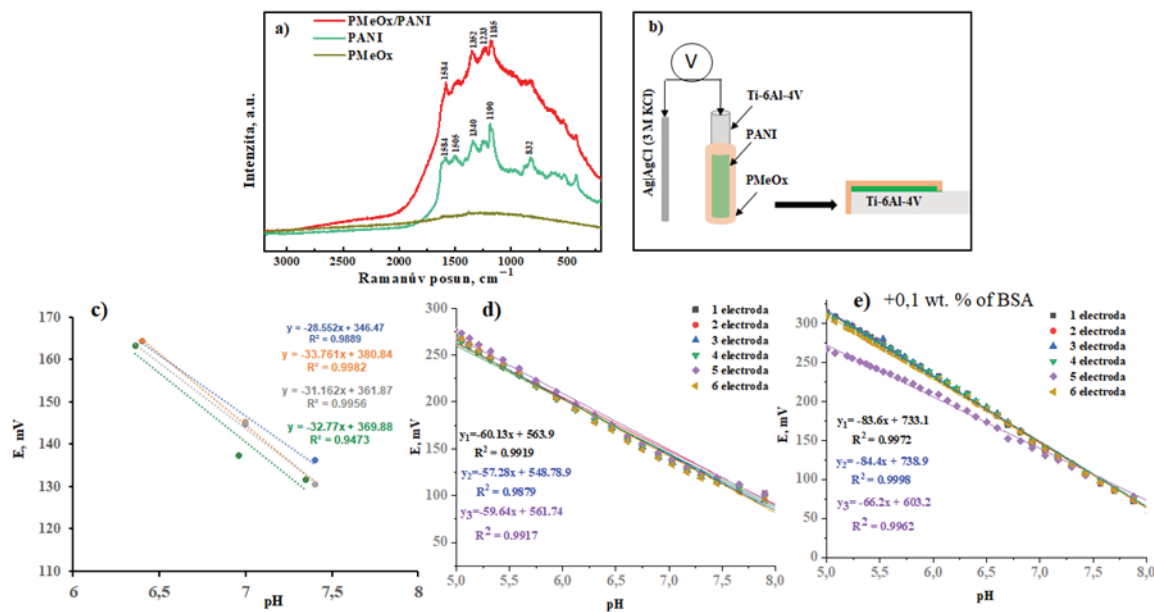 a)
PMeOx/PANI
PANI
PMeOx
1584
1352
1233
1185
1584
1505
1340
1190
832
Intenzita, a.u.
3000 2000 1000 500
Ramanův posun, cm⁻¹
b)
V
Ag|AgCl (3 M KCl)
Ti-6Al-4V
PANI
PMeOx
Ti-6Al-4V
c)
y = -28.552x + 346.47
R² = 0.9889
y = -33.761x + 380.84
R² = 0.9982
y = -31.162x + 361.87
R² = 0.9956
y = -32.77x + 369.88
R² = 0.9473
E, mV
170
160
150
140
130
120
110
6 6,5 7 7,5 8
pH
d)
1 electroda
2 electroda
3 electroda
4 electroda
5 electroda
6 electroda
y₁=-60.13x + 563.9
R² = 0.9919
y₂=-57.28x + 548.78.9
R² = 0.9879
y₃=-59.64x + 561.74
R² = 0.9917
E, mV
300
250
200
150
100
50
5,0 5,5 6,0 6,5 7,0 7,5 8,0
pH
e) +0,1 wt. % of BSA
1 electroda
2 electroda
3 electroda
4 electroda
5 electroda
6 electroda
y₁= -83.6x + 733.1
R² = 0.9972
y₂= -84.4x + 738.9
R² = 0.9998
y₃= -66.2x + 603.2
R² = 0.9962
E, mV
300
250
200
150
100
50
0
5,0 5,5 6,0 6,5 7,0 7,5 8,0
pH